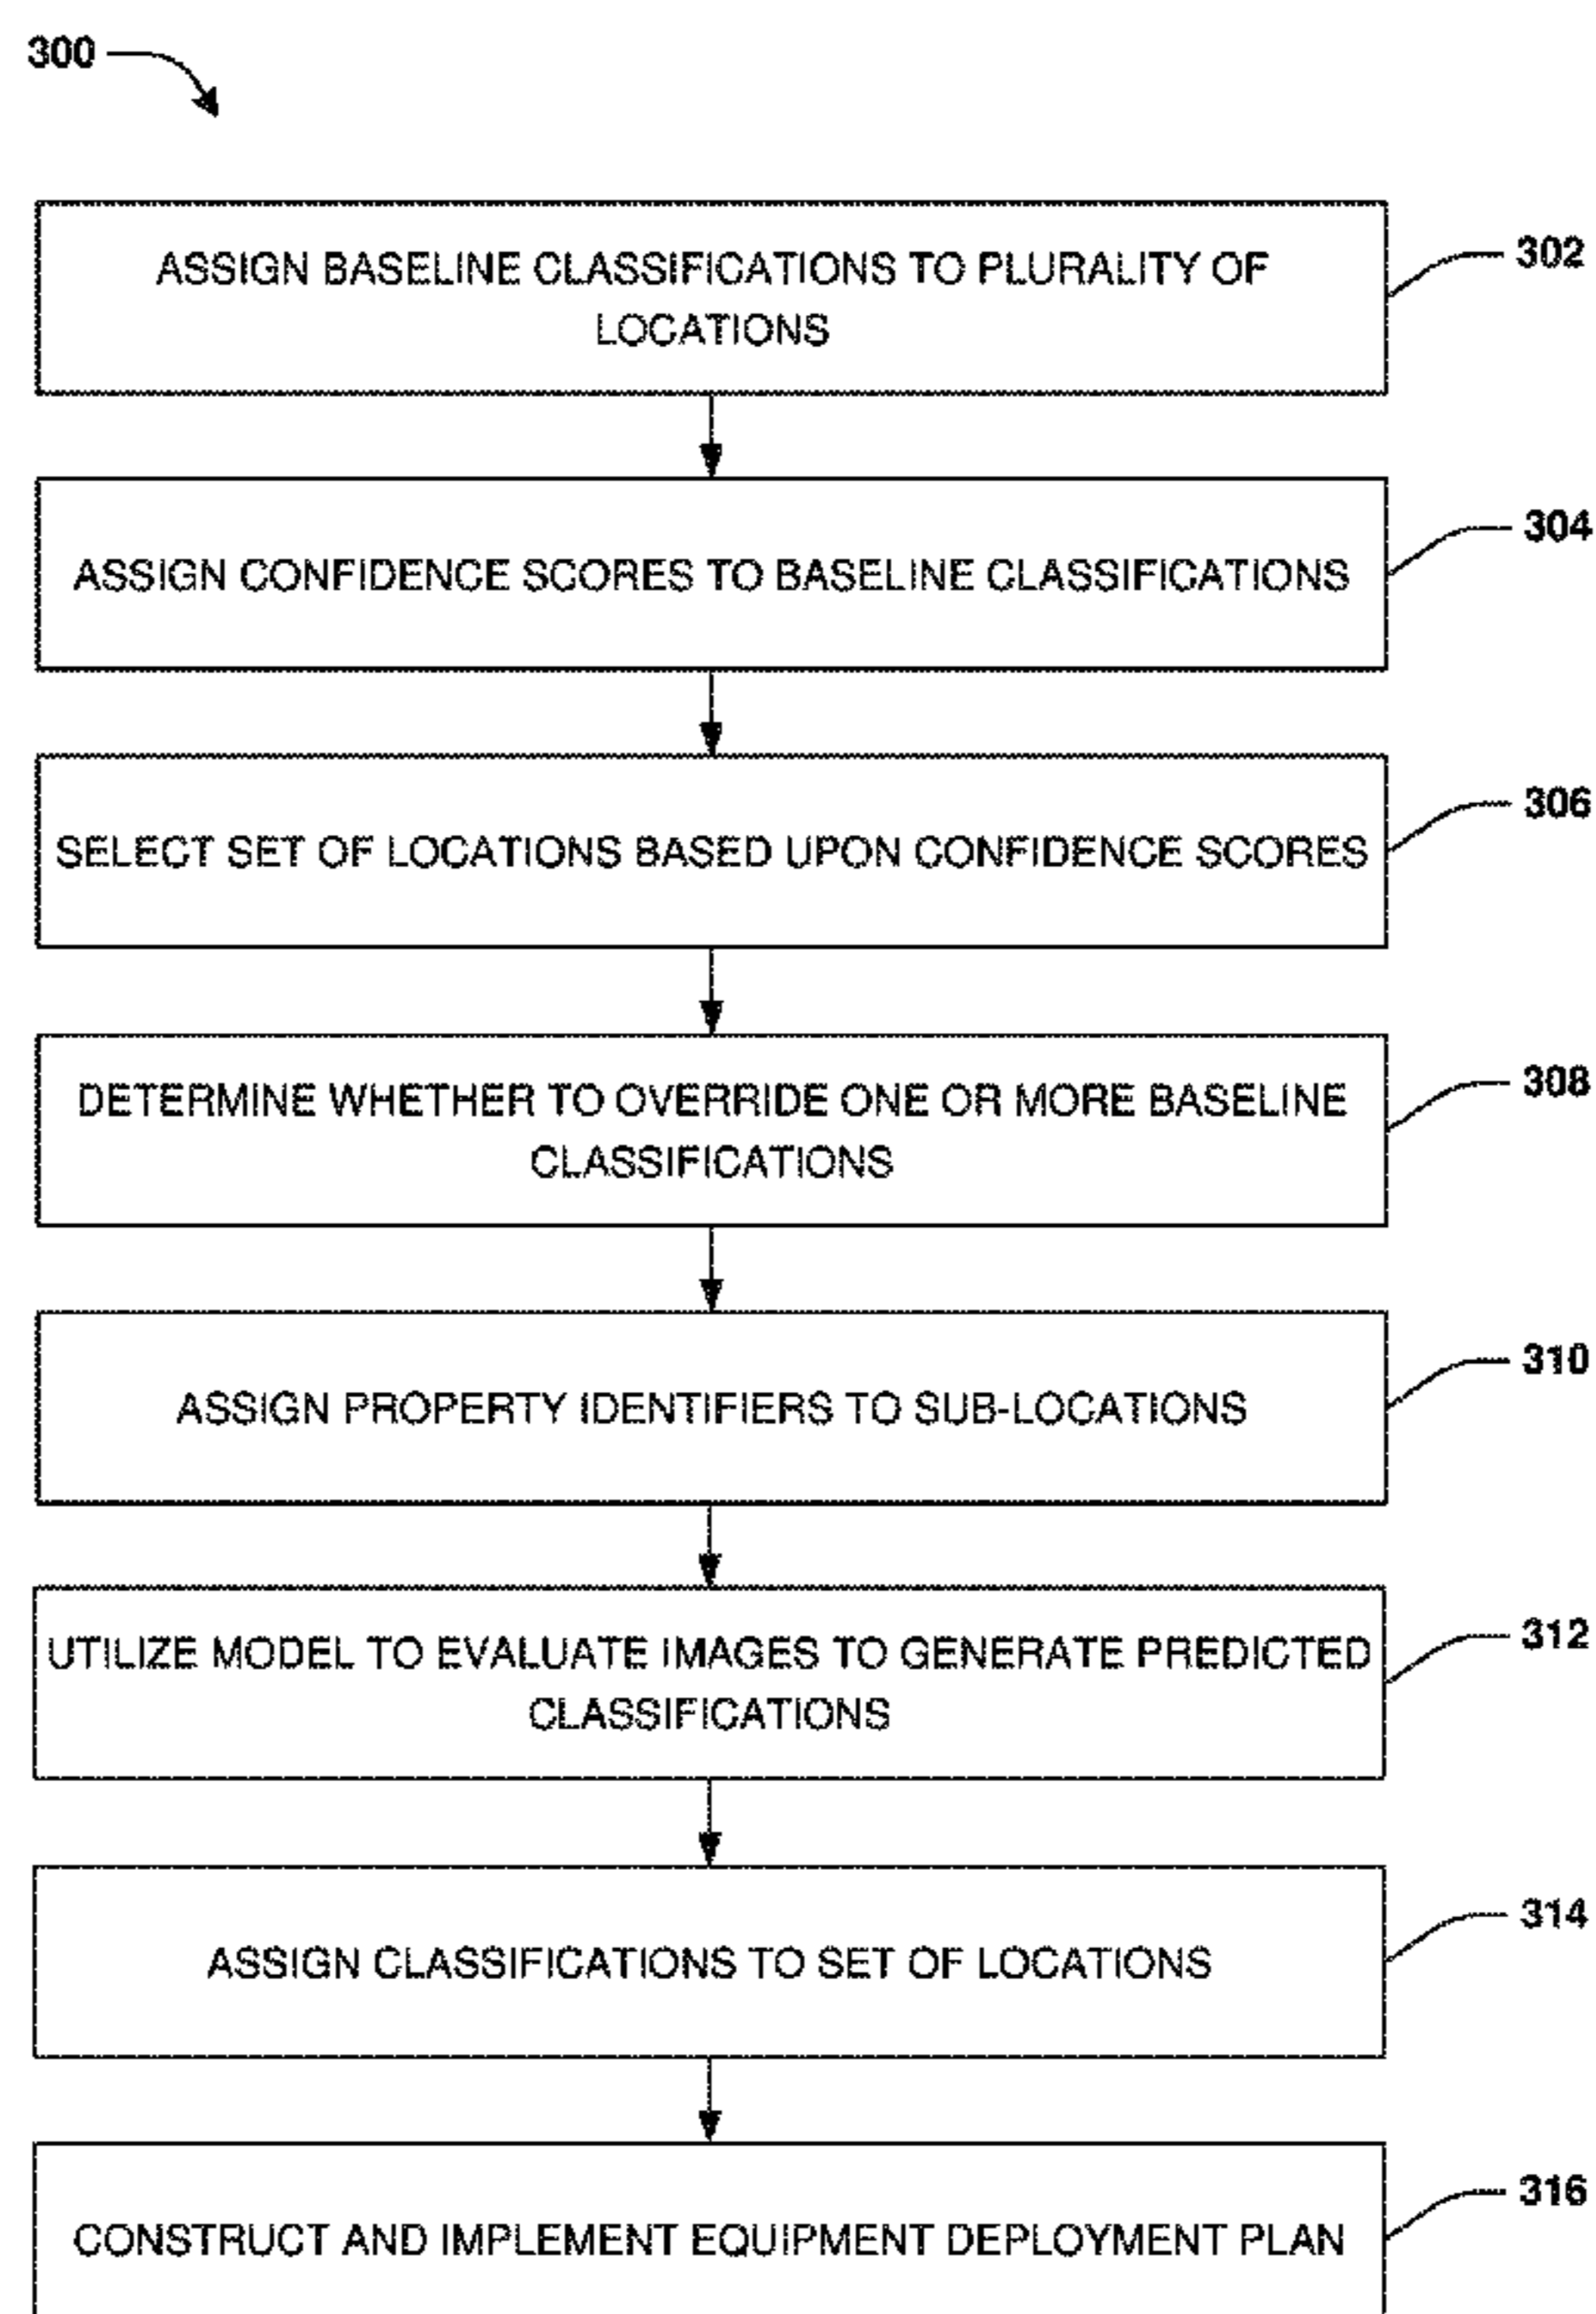 300
ASSIGN BASELINE CLASSIFICATIONS TO PLURALITY OF
LOCATIONS
302
ASSIGN CONFIDENCE SCORES TO BASELINE CLASSIFICATIONS
304
SELECT SET OF LOCATIONS BASED UPON CONFIDENCE SCORES
306
DETERMINE WHETHER TO OVERRIDE ONE OR MORE BASELINE
CLASSIFICATIONS
308
ASSIGN PROPERTY IDENTIFIERS TO SUB-LOCATIONS
310
UTILIZE MODEL TO EVALUATE IMAGES TO GENERATE PREDICTED
CLASSIFICATIONS
312
ASSIGN CLASSIFICATIONS TO SET OF LOCATIONS
314
CONSTRUCT AND IMPLEMENT EQUIPMENT DEPLOYMENT PLAN
316